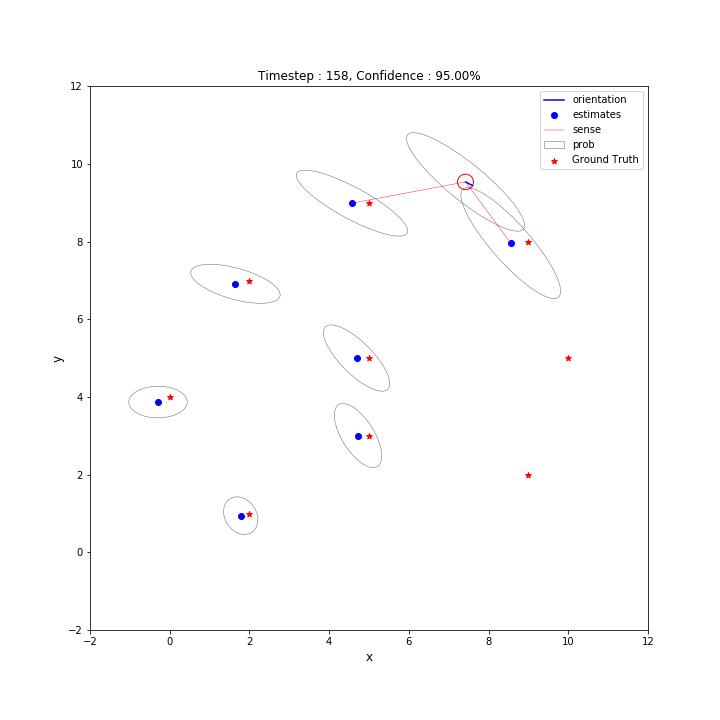 Timestep : 158, Confidence : 95.00%
orientation
estimates
sense
prob
Ground Truth
12
10
8
6
4
2
0
−2
y
−2 0 2 4 6 8 10 12
x